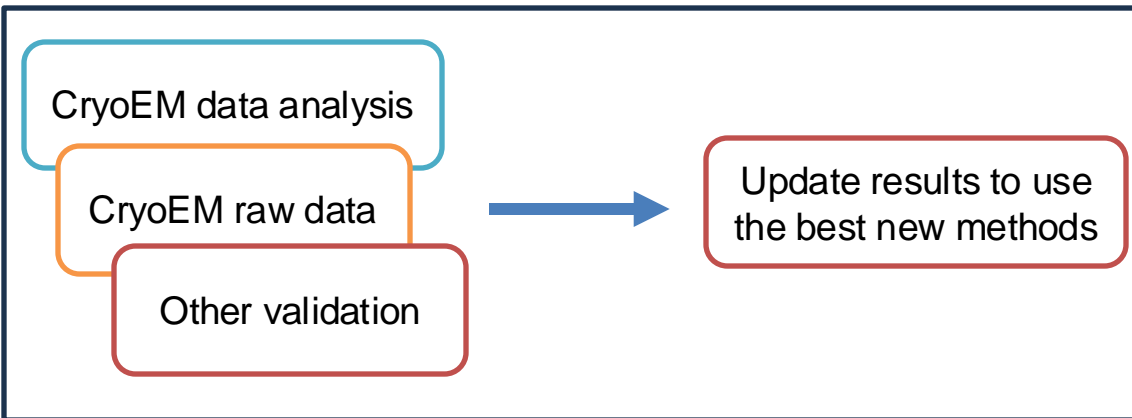 CryoEM data analysis
CryoEM raw data
Other validation
Update results to use
the best new methods